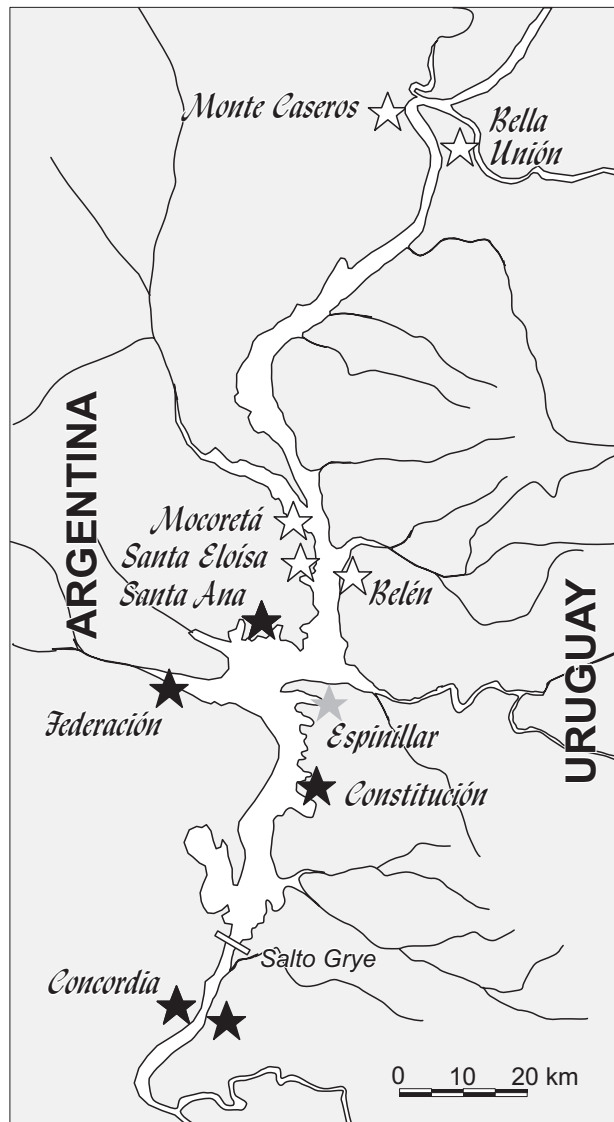 Monte Caseros
Bella
Unión
ARGENTINA
Mocoretá
Santa Eloísa
Santa Ana
Belén
URUGUAY
Federación
Espinillar
Constitución
Salto Grye
Concordia
0 10 20 km